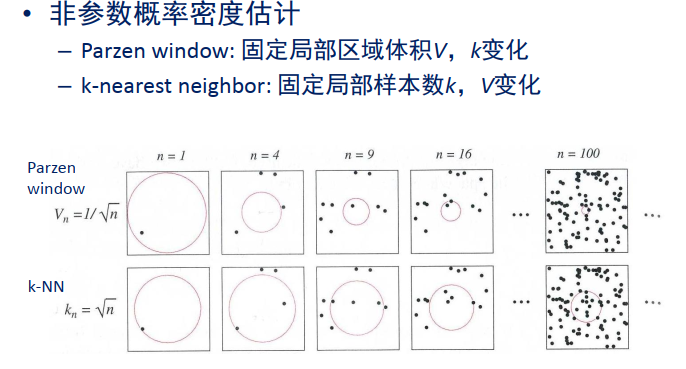 • 非参数概率密度估计
– Parzen window: 固定局部区域体积V，k变化
– k-nearest neighbor: 固定局部样本数k，V变化
n = 1 n = 4 n = 9 n = 16 n = 100
Parzen
window
Vₙ = 1/√n
... ...
k-NN
kₙ = √n
... ...